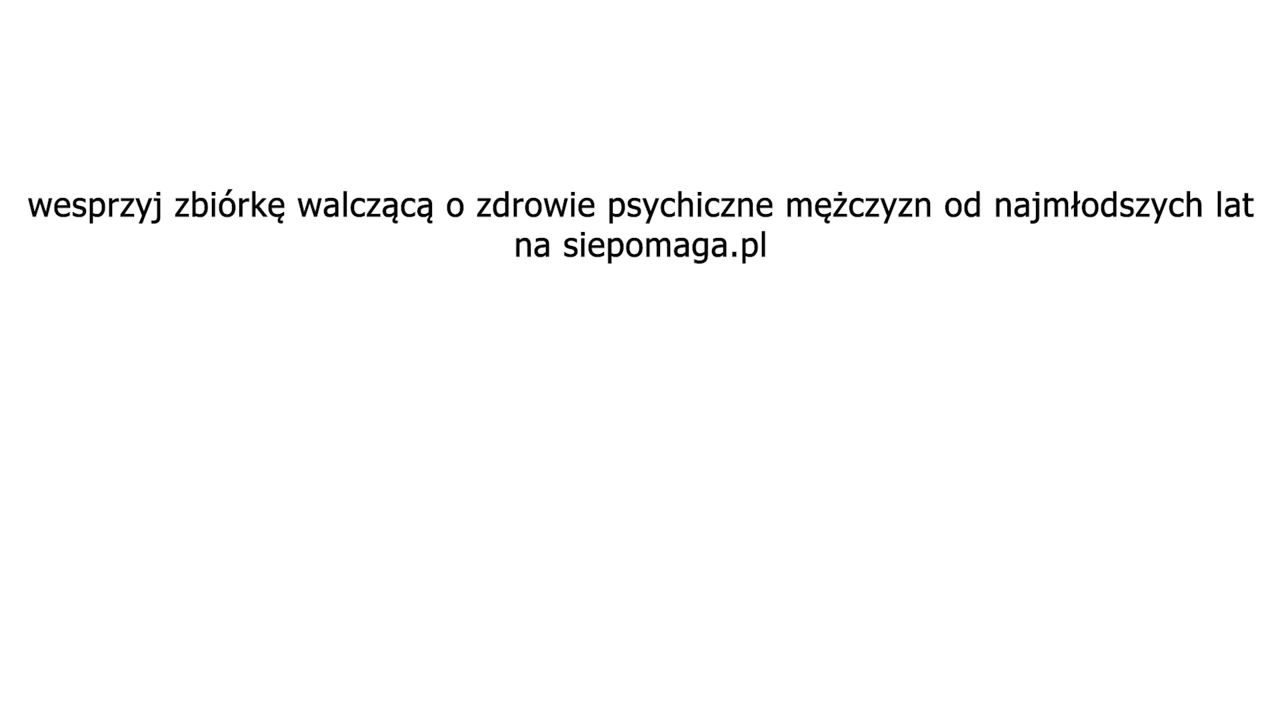 wesprzyj zbiórkę walczącą o zdrowie psychiczne mężczyzn od najmłodszych lat
na siepomaga.pl